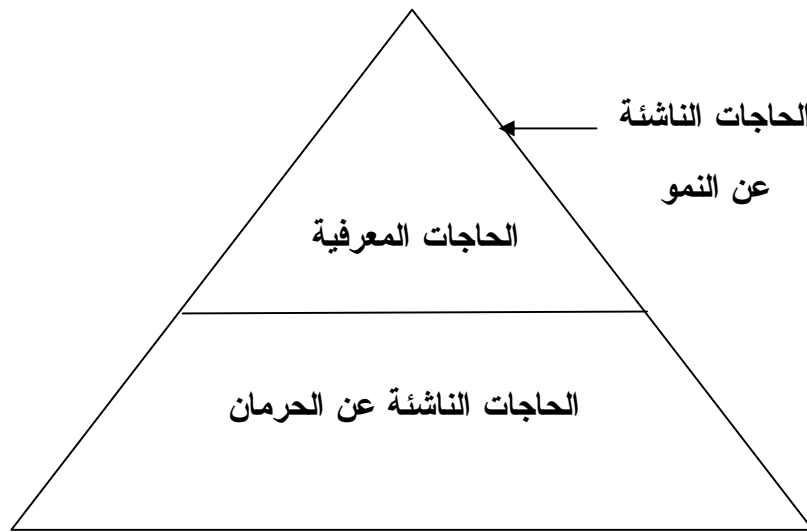 الحاجات الناشئة
عن النمو
الحاجات المعرفية
الحاجات الناشئة عن الحرمان